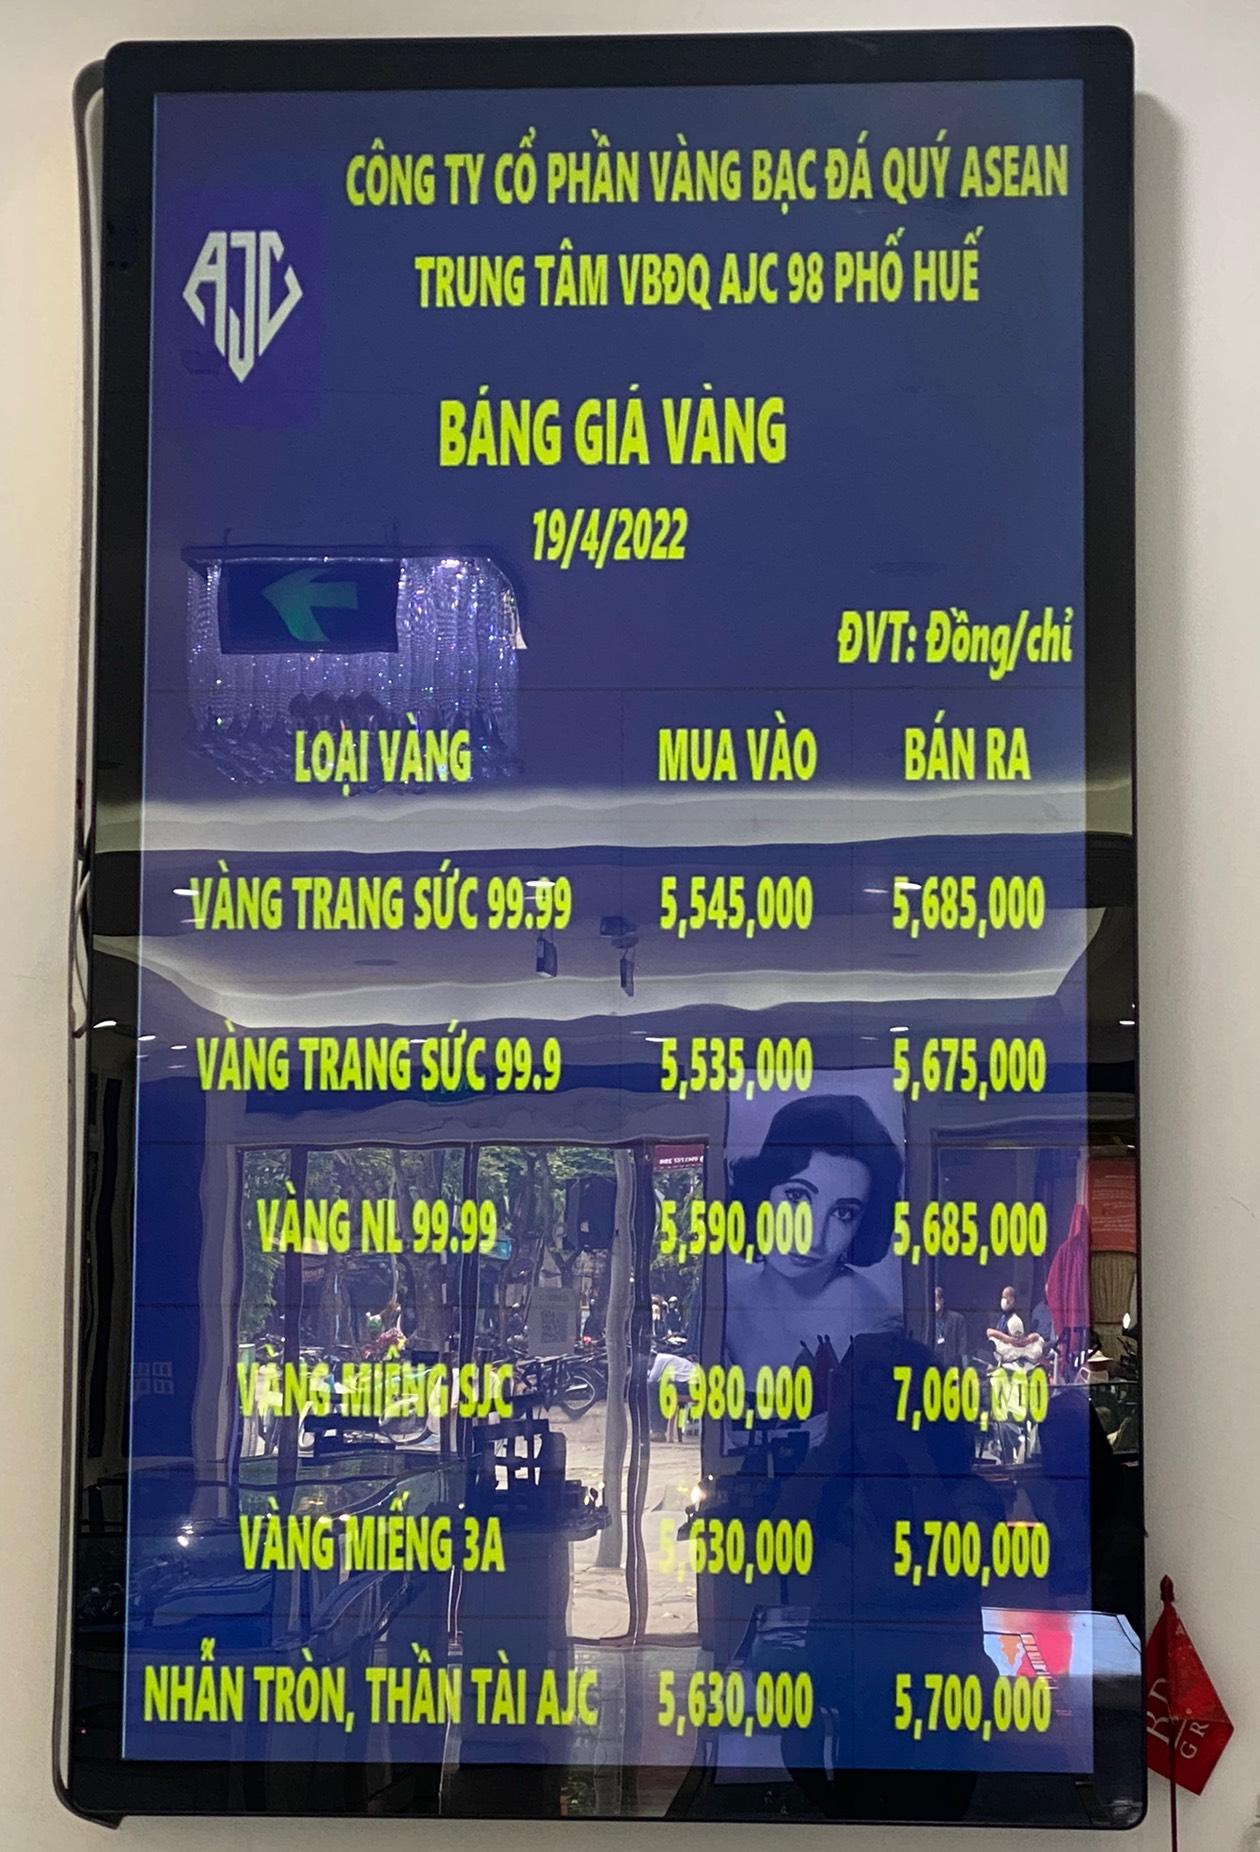 AJC
CÔNG TY CỔ PHẦN VÀNG BẠC ĐÁ QUÝ ASEAN
TRUNG TÂM VBĐQ AJC 98 PHỐ HUẾ
BÁNG GIÁ VÀNG
19/4/2022
ĐVT: Đồng/chỉ
LOẠI VÀNG MUA VÀO BÁN RA
VÀNG TRANG SỨC 99.99 5,545,000 5,685,000
VÀNG TRANG SỨC 99.9 5,535,000 5,675,000
VÀNG NL 99.99 5,590,000 5,685,000
VÀNG MIẾNG SJC 6,980,000 7,060,000
VÀNG MIẾNG 3A 5,630,000 5,700,000
NHẪN TRÒN, THẦN TÀI AJC 5,630,000 5,700,000